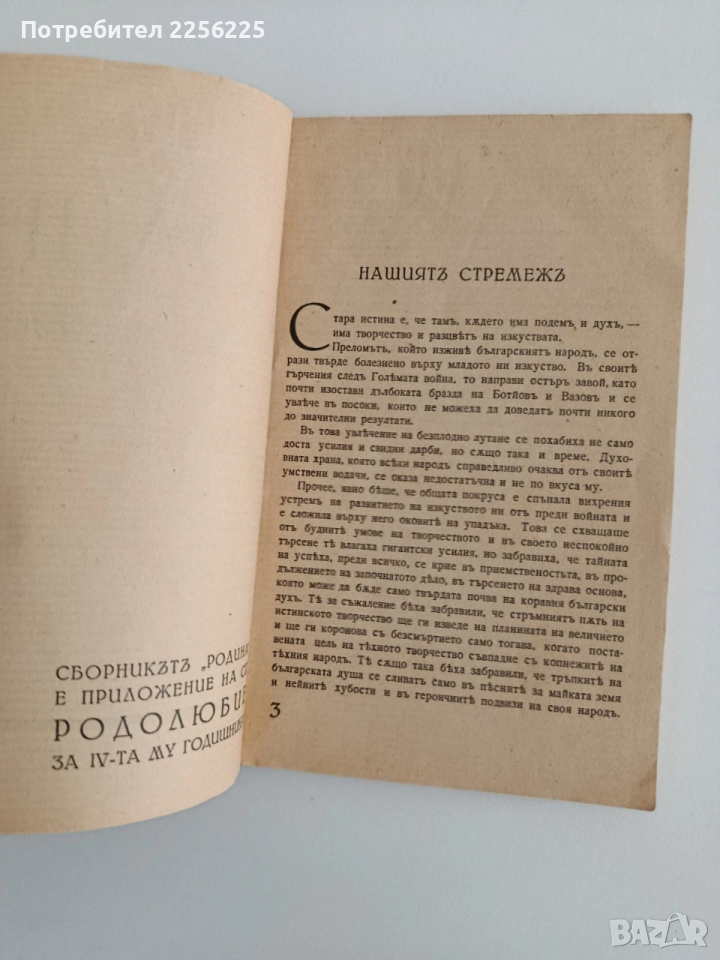 Потребител 2256225
СБОРНИКЪТЪ „РОДИНА
Е ПРИЛОЖЕНИЕ НА
РОДОЛЮБИЕ
ЗА IV-ТА МУ ГОДИШНИНА
НАШИЯТЪ СТРЕМЕЖЪ
Стара истина е, че тамъ, кѫдето има подемъ и духъ, —
има творчество и разцвѣтъ на изкуствата.
Преломътъ, който изживѣ българскиятъ народъ, се от-
рази твърде болезнено върху младото ни изкуство. Въ своитѣ
гърчения следъ Голѣмата война, то направи остъръ завой, като
почти изостави дълбоката бразда на Ботйовъ и Вазовъ и се
увлѣче въ посоки, които не можеха да доведатъ почти никого
до значителни резултати.
Въ това увлѣчение на безплодно лутане се похабиха не само
доста усилия и свидни дарби, но сѫщо така и време. Духо-
вната храна, която всѣки народъ справедливо очаква отъ своитѣ
умствени водачи, се оказа недостатъчна и не по вкуса му.
Прочее, явно бѣше, че общата покруса е спънала вихрения
устремъ на развитието на изкуството ни отъ преди войната и
е сложила върху него оковитѣ на упадъка. Това се схващаше
отъ буднитѣ умове на творчеството и въ своето неспокойно
търсене тѣ влагаха гигантски усилия, но забравиха, че тайната
на успѣха, преди всичко, се крие въ приемствеността, въ про-
дължението на започнатото дѣло, въ търсенето на здрава основа,
която може да бѫде само твърдата почва на коравия български
духъ. Тѣ за съжаление бѣха забравили, че стръмниятъ пѫть на
истинското творчество ще ги изведе на планината на величието
и ще ги коронова съ безсмъртието само тогава, когато поста-
вената цель на тѣхното творчество съвпадне съ копнежитѣ на
тѣхния народъ. Тѣ сѫщо така бѣха забравили, че тръпкитѣ на
българската душа се сливатъ само въ пѣснитѣ за майката земя
и нейнитѣ хубости и въ героичнитѣ подвизи на своя народъ.
3
BAZAR